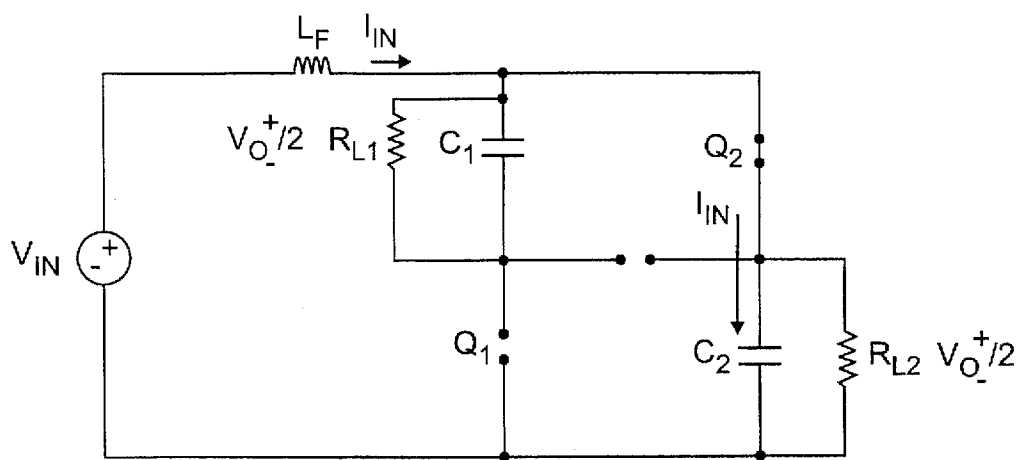 L_F
I_IN
V_O^+_-/2 R_L1
C_1
Q_2
I_IN
V_IN
+
-
Q_1
C_2
R_L2 V_O^+_-/2